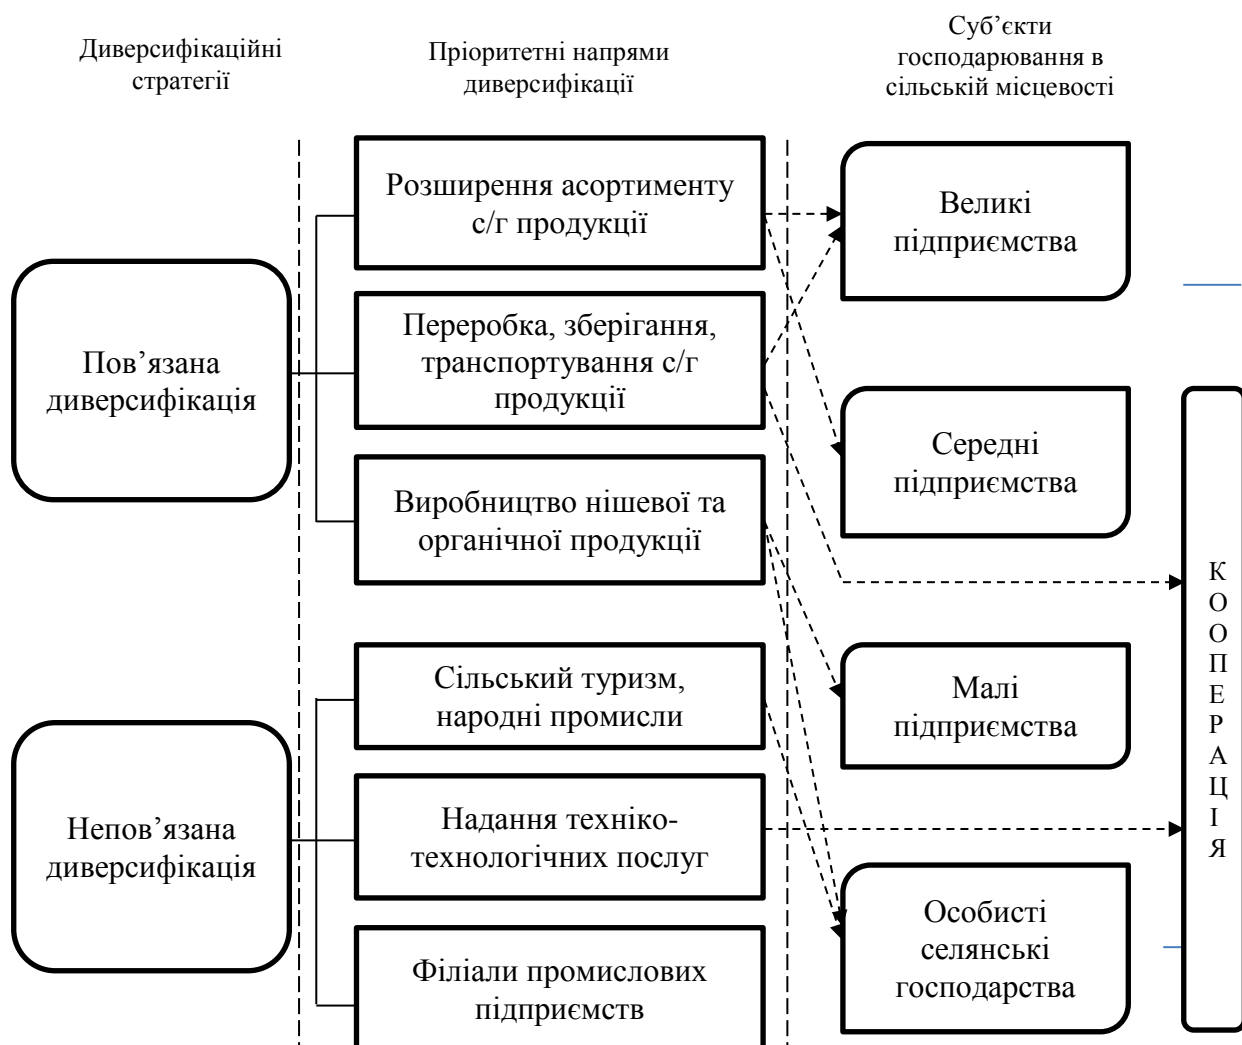 Диверсифікаційні
стратегії
Пріоритетні напрями
диверсифікації
Суб’єкти
господарювання в
сільській місцевості
Розширення асортименту
с/г продукції
Великі
підприємства
Пов’язана
диверсифікація
Переробка, зберігання,
транспортування с/г
продукції
Середні
підприємства
Виробництво нішевої та
органічної продукції
К
О
О
П
Е
Р
А
Ц
І
Я
Сільський туризм,
народні промисли
Малі
підприємства
Непов’язана
диверсифікація
Надання техніко-
технологічних послуг
Особисті
селянські
господарства
Філіали промислових
підприємств